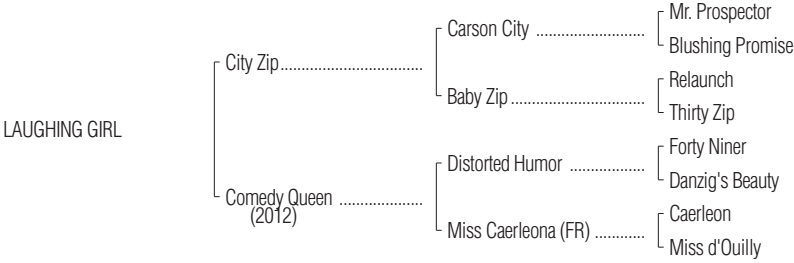 Mr. Prospector
Carson City ........................
Blushing Promise
City Zip................................
Relaunch
Baby Zip..............................
Thirty Zip
LAUGHING GIRL
Forty Niner
Distorted Humor .................
Danzig's Beauty
Comedy Queen ...................
(2012)
Caerleon
Miss Caerleona (FR) ...........
Miss d'Ouilly